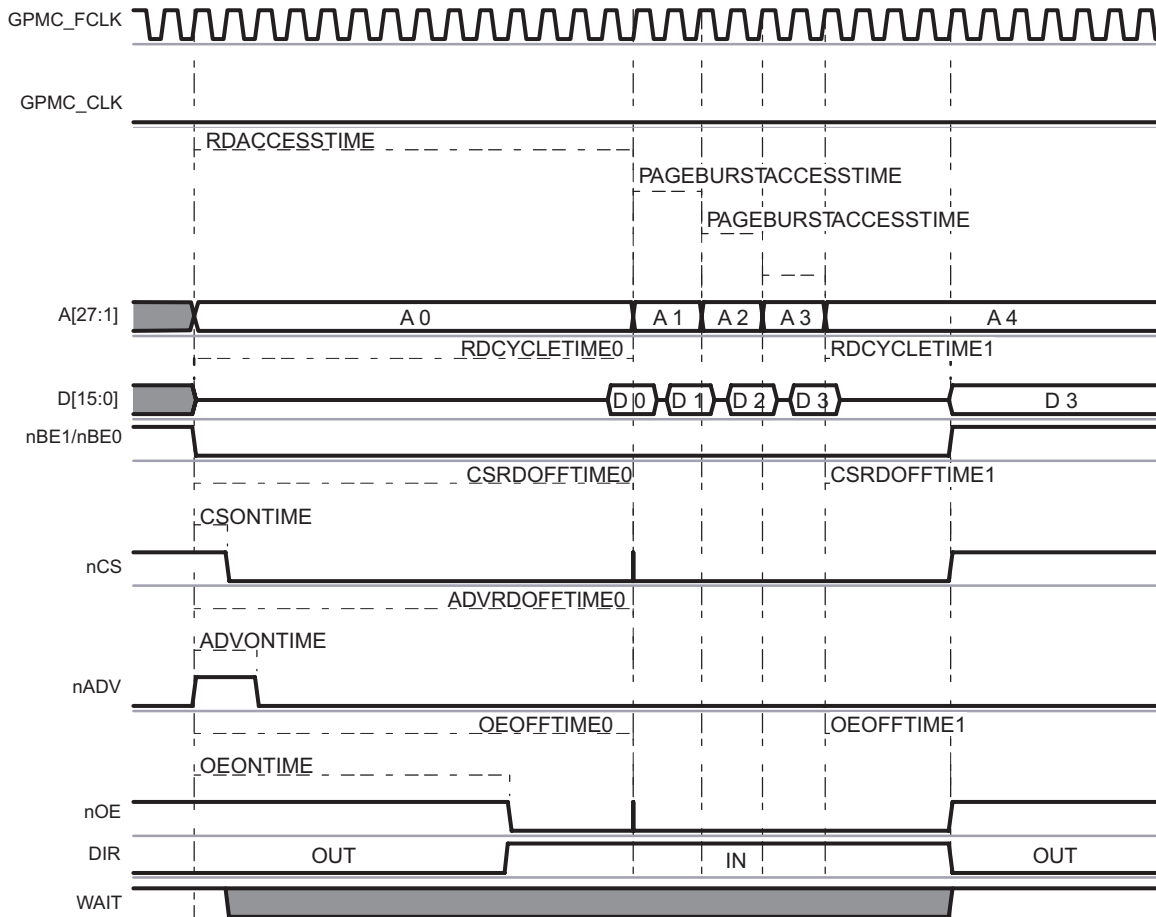 GPMC_FCLK
GPMC_CLK
RDACCESSTIME
PAGEBURSTACCESSTIME
PAGEBURSTACCESSTIME
A[27:1] A 0 A 1 A 2 A 3 A 4
RDCYCLETIME0 RDCYCLETIME1
D[15:0] D 0 D 1 D 2 D 3 D 3
nBE1/nBE0
CSRDOFFTIME0 CSRDOFFTIME1
CSONTIME
nCS
ADVRDOFFTIME0
ADVONTIME
nADV
OEOFFTIME0 OEOFFTIME1
OEONTIME
nOE
DIR OUT IN OUT
WAIT